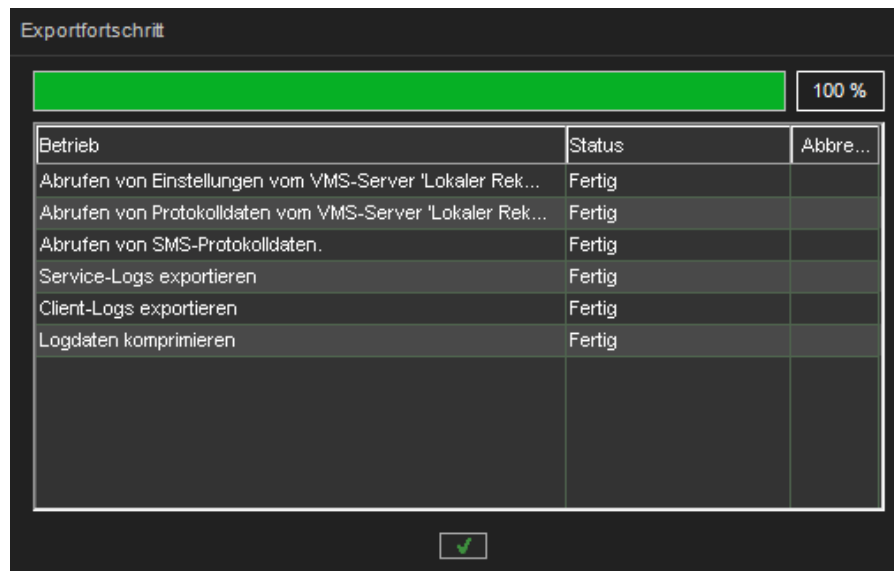 Exportfortschritt
100 %
Betrieb Status Abbre...
Abrufen von Einstellungen vom VMS-Server 'Lokaler Rek... Fertig
Abrufen von Protokolldaten vom VMS-Server 'Lokaler Rek... Fertig
Abrufen von SMS-Protokolldaten. Fertig
Service-Logs exportieren Fertig
Client-Logs exportieren Fertig
Logdaten komprimieren Fertig